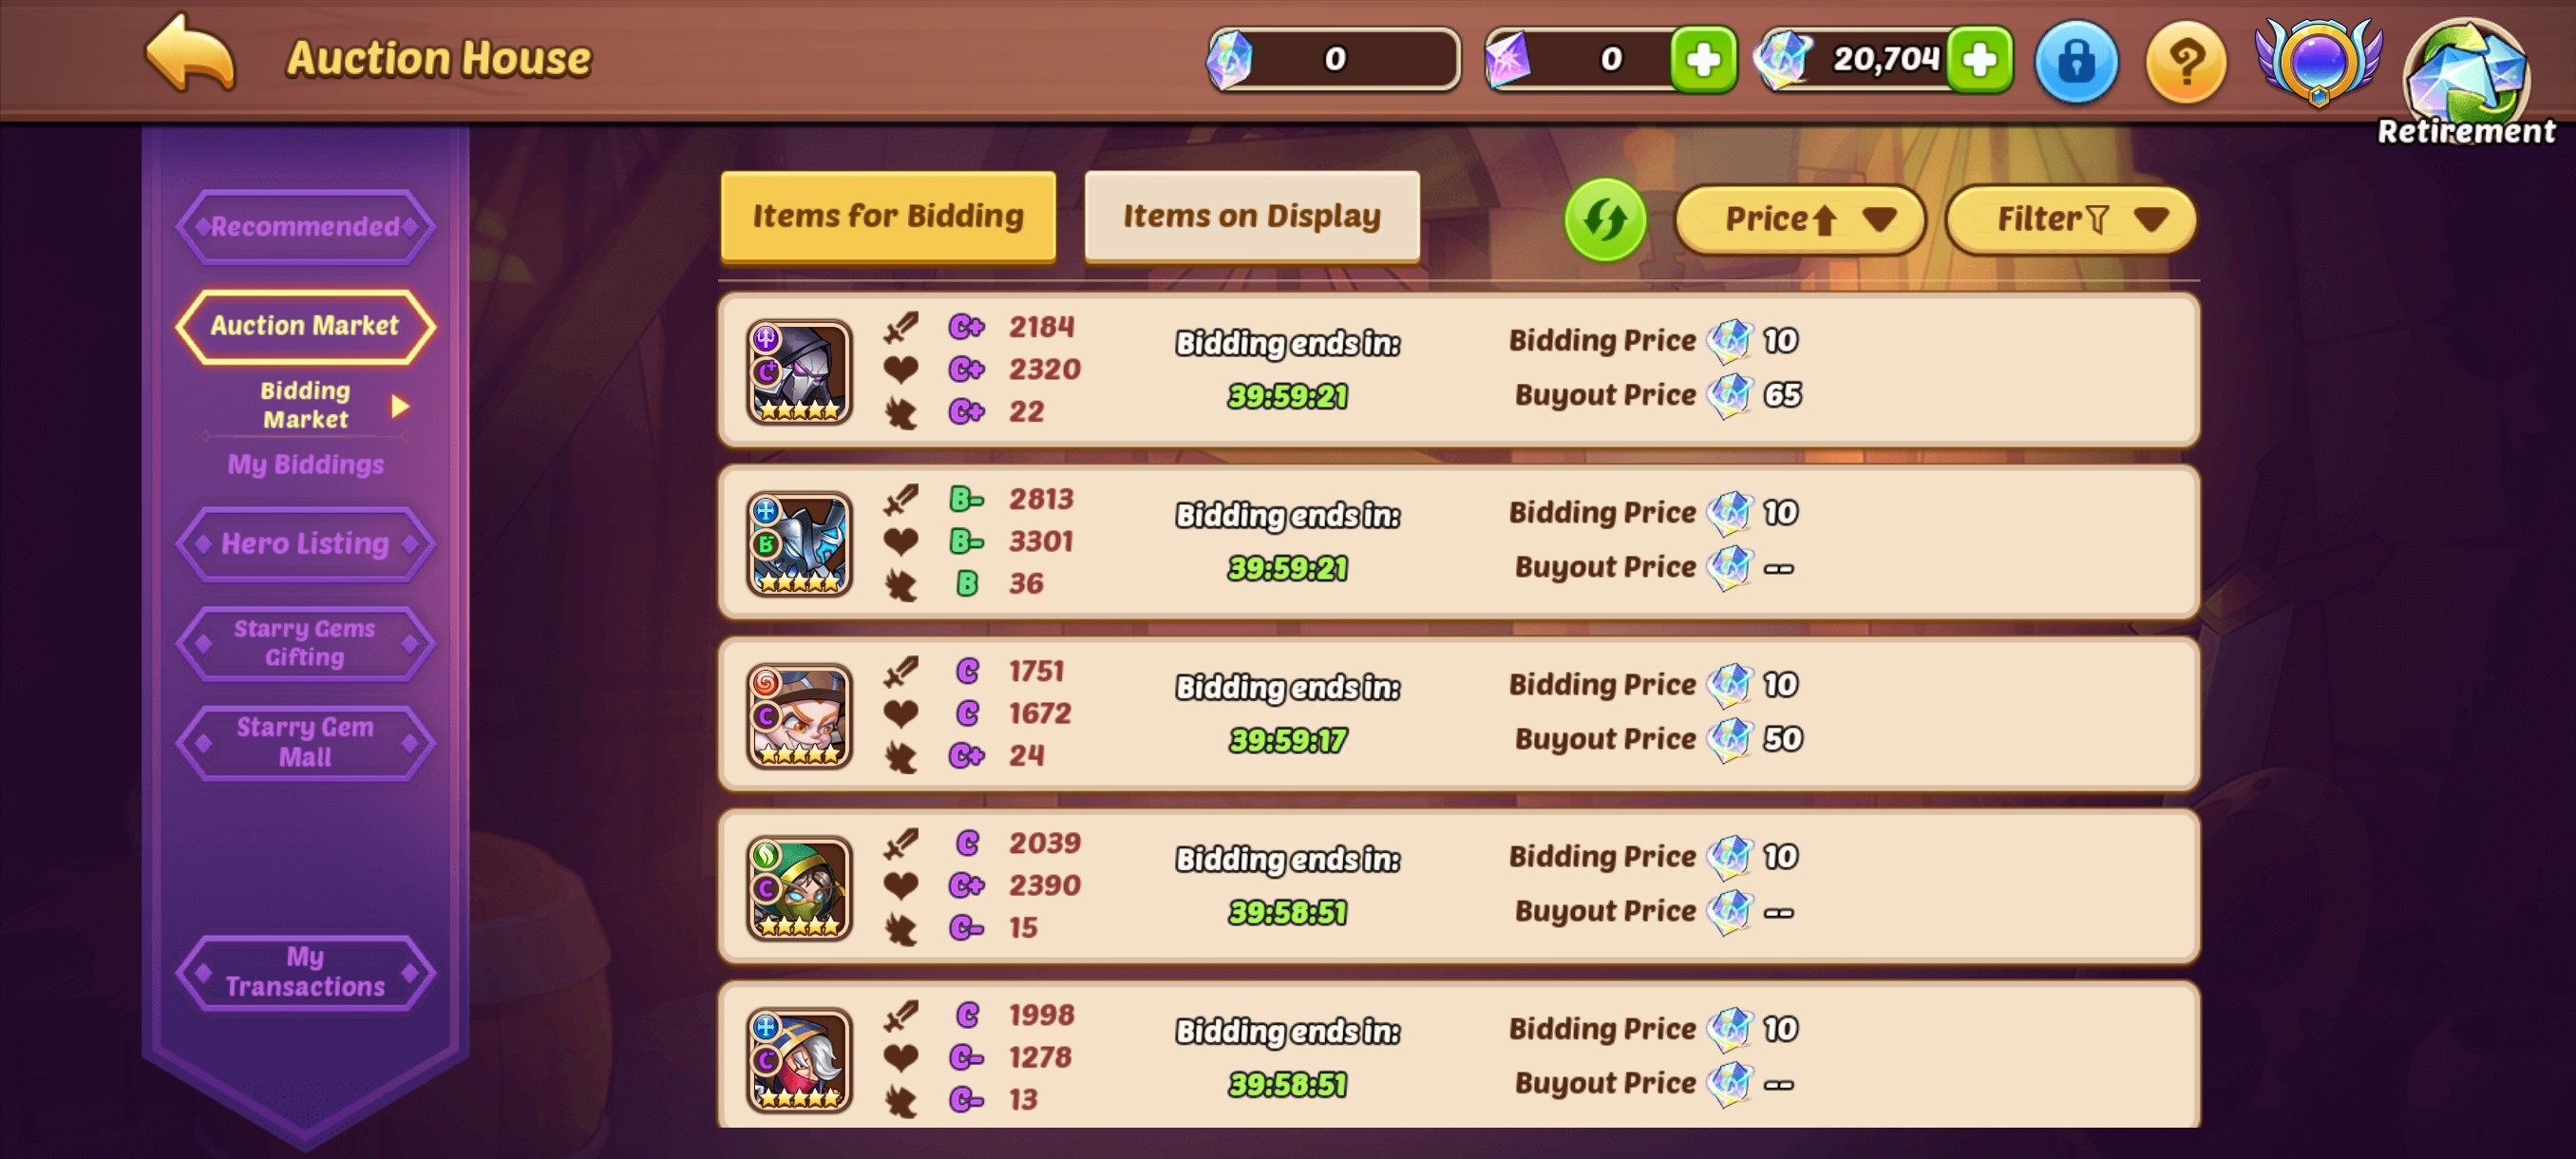 Auction House
0
0
20,704
Retirement
Recommended
Auction Market
Bidding
Market
My Biddings
Hero Listing
Starry Gems
Gifting
Starry Gem
Mall
My
Transactions
Items for Bidding
Items on Display
Price
Filter
C+
C+ 2184
C+ 2320
C+ 22
Bidding ends in:
39:59:21
Bidding Price 10
Buyout Price 65
B-
B- 2813
B- 3301
B 36
Bidding ends in:
39:59:21
Bidding Price 10
Buyout Price --
C
C 1751
C 1672
C+ 24
Bidding ends in:
39:59:17
Bidding Price 10
Buyout Price 50
C
C 2039
C+ 2390
C- 15
Bidding ends in:
39:58:51
Bidding Price 10
Buyout Price --
C-
C 1998
C- 1278
C- 13
Bidding ends in:
39:58:51
Bidding Price 10
Buyout Price --